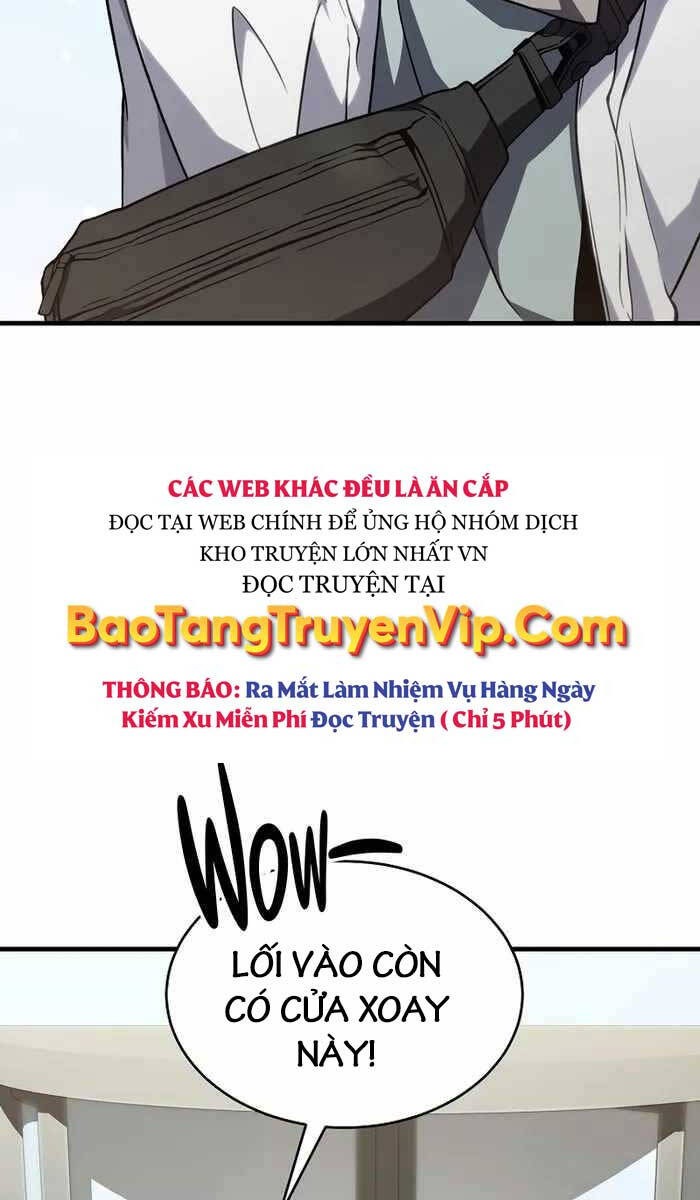 CÁC WEB KHÁC ĐỀU LÀ ĂN CẮP
ĐỌC TẠI WEB CHÍNH ĐỂ ỦNG HỘ NHÓM DỊCH
KHO TRUYỆN LỚN NHẤT VN
ĐỌC TRUYỆN TẠI
BaoTangTruyenVip.Com
THÔNG BÁO: Ra Mắt Làm Nhiệm Vụ Hàng Ngày
Kiếm Xu Miễn Phí Đọc Truyện ( Chỉ 5 Phút)
WOW-
LỐI VÀO CÒN
CÓ CỬA XOAY
NÀY!